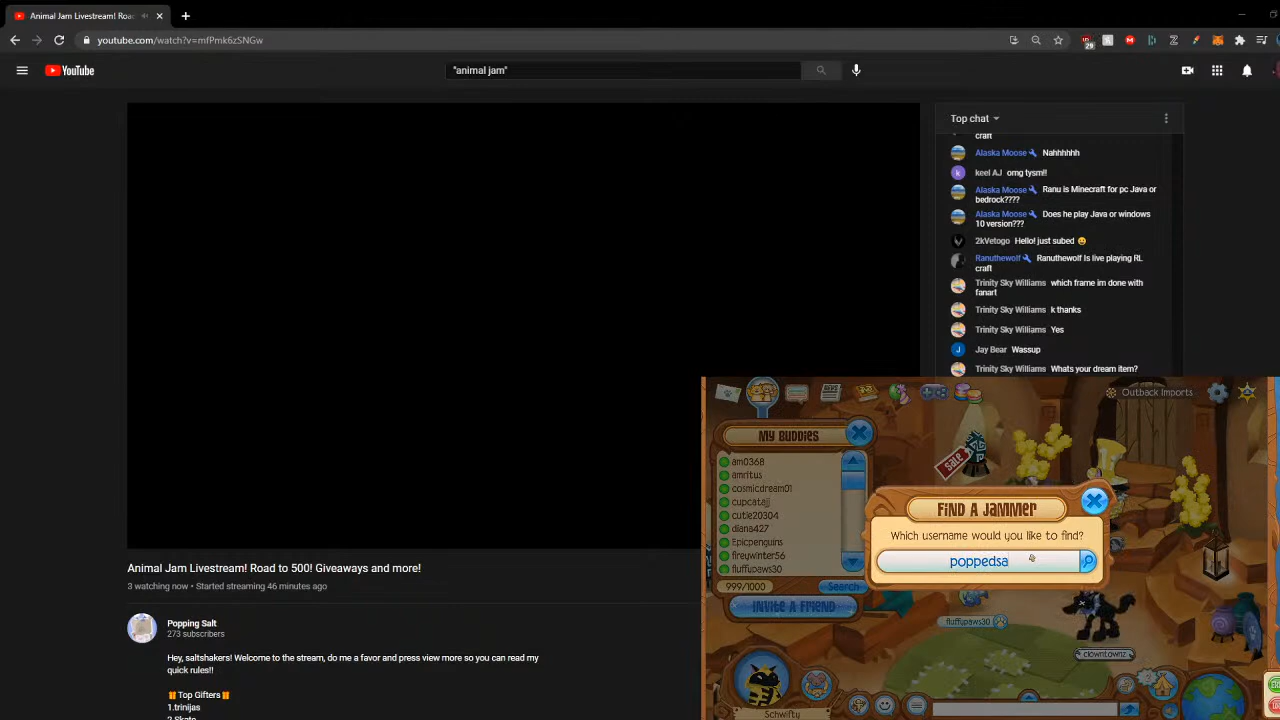 Animal Jam Livestream! Road
youtube.com/watch?v=mfPmk6zSNGw
29
YouTube
"animal jam"
Top chat
craft
Alaska Moose Nahhhhhh
keel AJ omg tysm!!
Alaska Moose Ranu is Minecraft for pc Java or
bedrock????
Alaska Moose Does he play Java or windows
10 version???
2kVetogo Hello! just subed
Ranuthewolf Ranuthewolf Is live playing RL
craft
Trinity Sky Williams which frame im done with
fanart
Trinity Sky Williams k thanks
Trinity Sky Williams Yes
Jay Bear Wassup
Trinity Sky Williams Whats your dream item?
Animal Jam Livestream! Road to 500! Giveaways and more!
3 watching now • Started streaming 46 minutes ago
Popping Salt
273 subscribers
Hey, saltshakers! Welcome to the stream, do me a favor and press view more so you can read my
quick rules!!
Top Gifters
1.trinijas
2.Skate
NEWS
Outback Imports
My Buddies
am0368
amritus
cosmicdream01
cupcatajj
cutie20304
diana427
Epicpenguins
fireywinter56
fluffupaws30
999/1000
Search
Invite a Friend
Sale
Find a Jammer
Which username would you like to find?
poppedsa
fluffupaws30
clowntownz
Schwifty